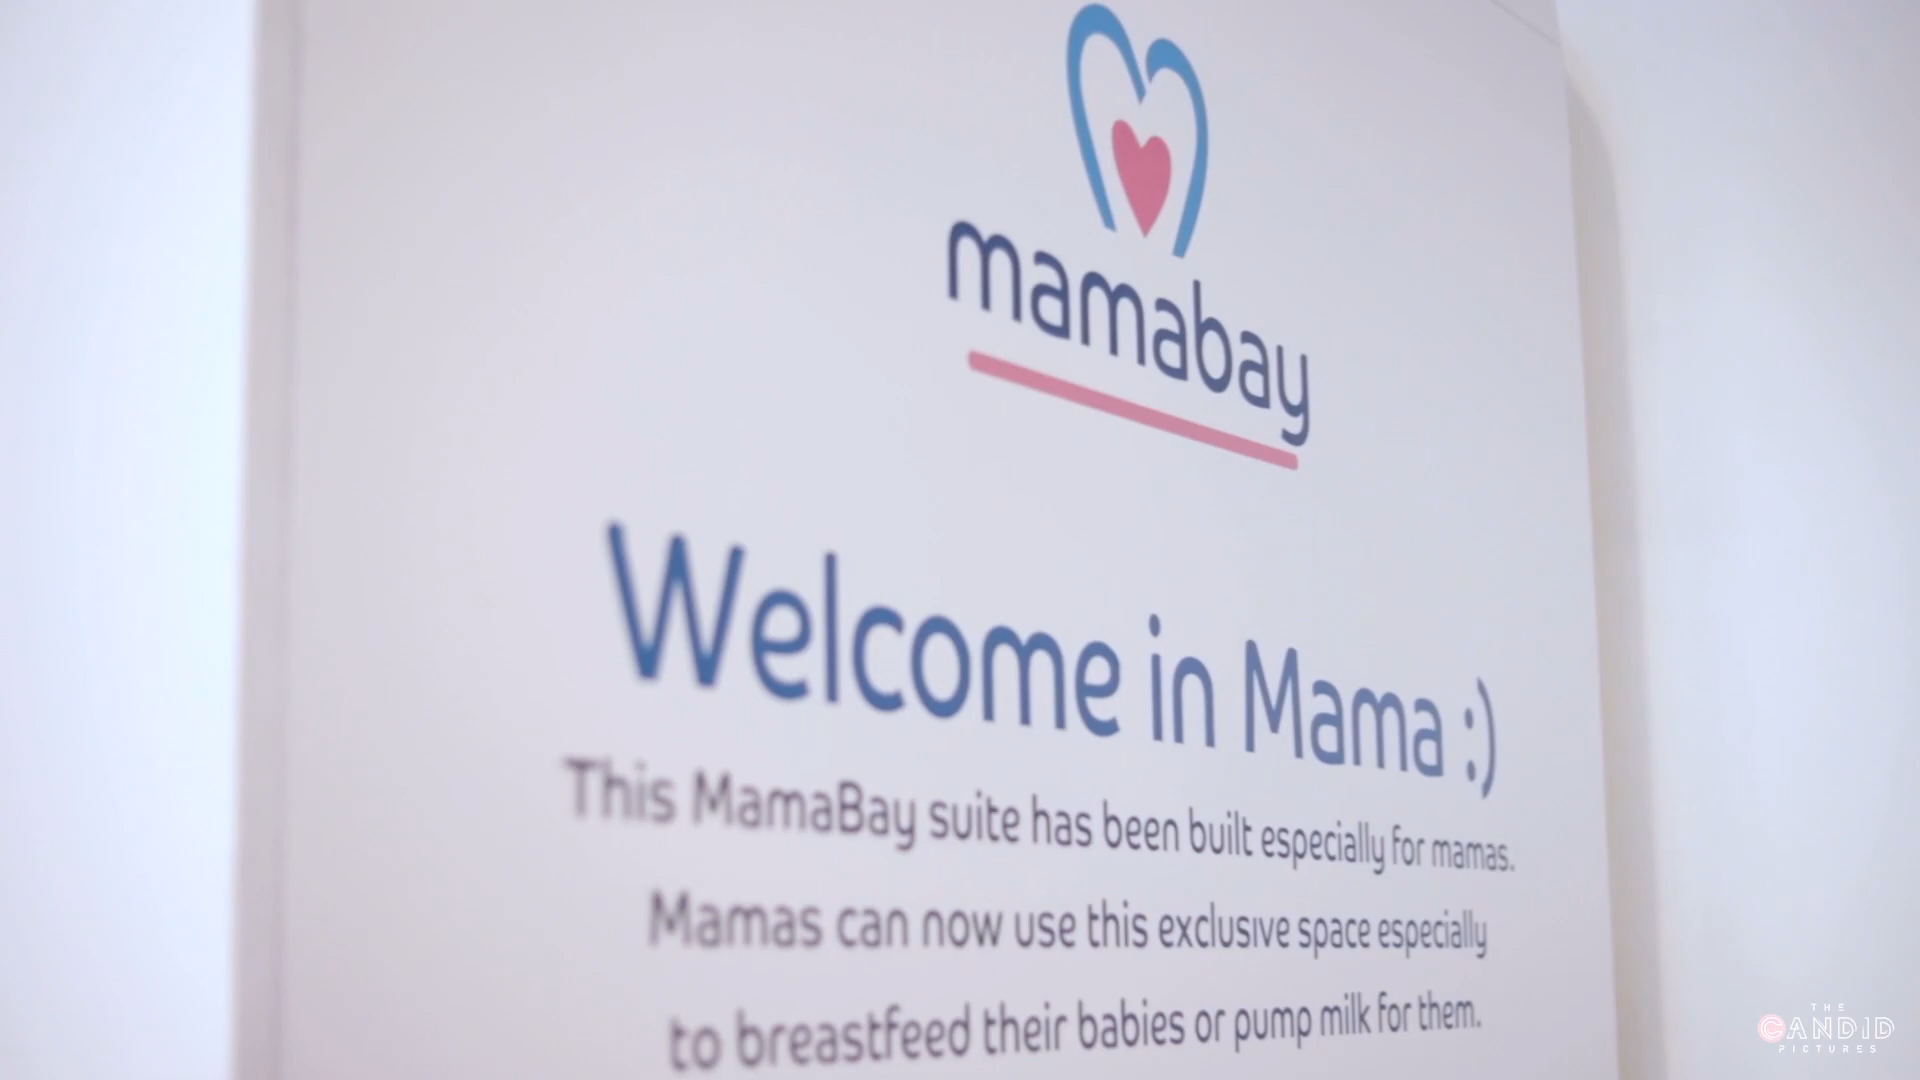 mamabay
Welcome in Mama :)
This MamaBay suite has been built especially for mamas.
Mamas can now use this exclusive space especially
to breastfeed their babies or pump milk for them.
THE
CANDID
PICTURES